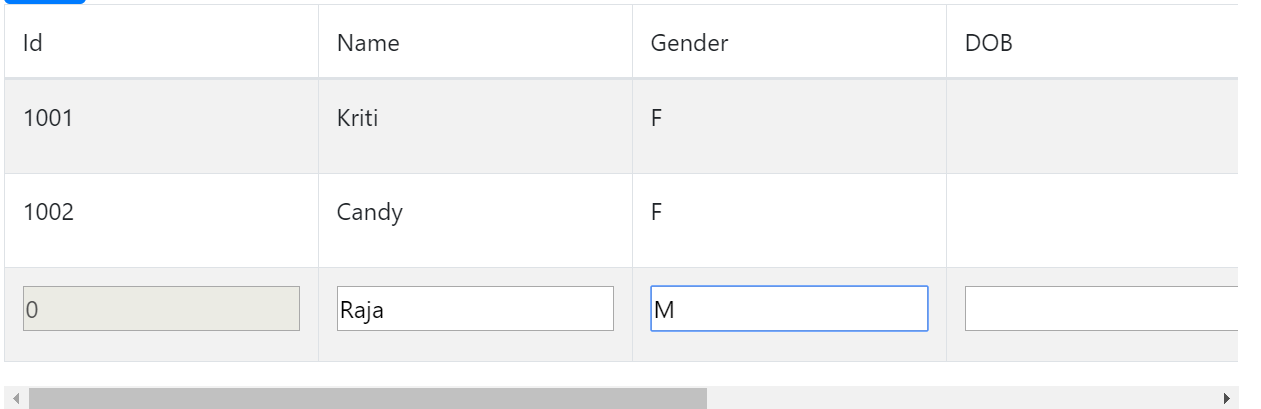 Id Name Gender DOB
1001 Kriti F
1002 Candy F
0 Raja M